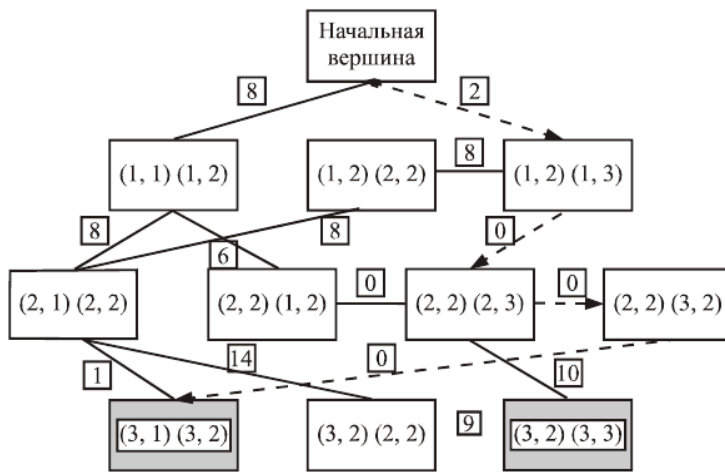 Начальная
вершина
8
2
(1, 1) (1, 2)
(1, 2) (2, 2)
8
(1, 2) (1, 3)
8
6
8
0
(2, 1) (2, 2)
(2, 2) (1, 2)
0
(2, 2) (2, 3)
0
(2, 2) (3, 2)
1
14
0
10
(3, 1) (3, 2)
(3, 2) (2, 2)
9
(3, 2) (3, 3)